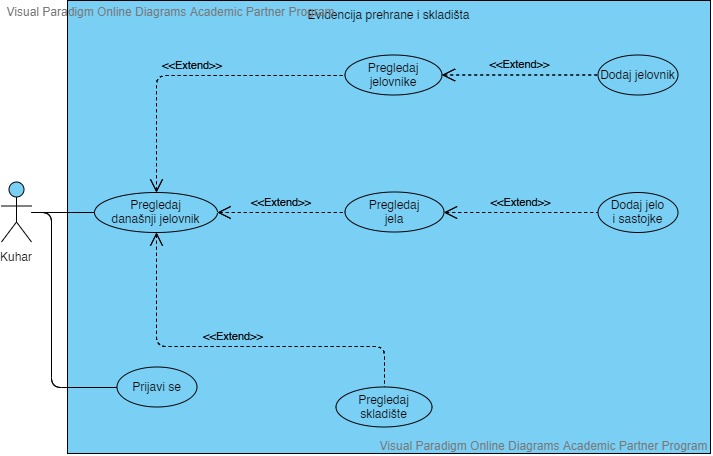 Visual Paradigm Online Diagrams Academic Partner Program
Evidencija prehrane i skladišta
<<Extend>>
Pregledaj
jelovnike
<<Extend>>
Dodaj jelovnik
Kuhar
Pregledaj
današnji jelovnik
<<Extend>>
Pregledaj
jela
<<Extend>>
Dodaj jelo
i sastojke
<<Extend>>
Prijavi se
Pregledaj
skladište
Visual Paradigm Online Diagrams Academic Partner Program